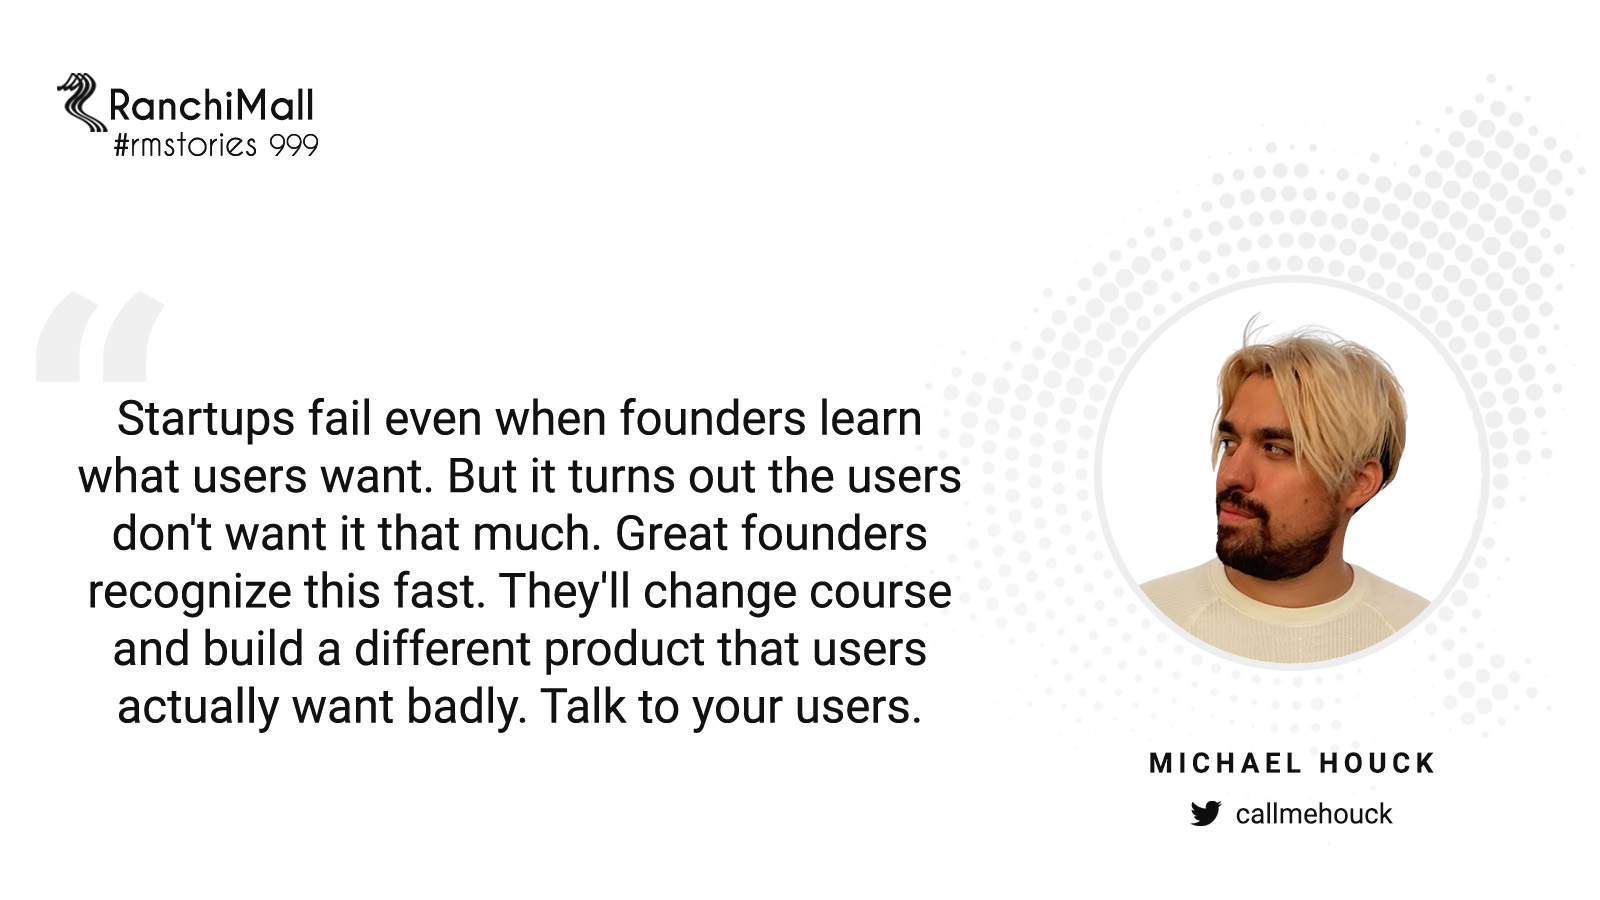 RanchiMall
#rmstories 999
“
Startups fail even when founders learn
what users want. But it turns out the users
don't want it that much. Great founders
recognize this fast. They'll change course
and build a different product that users
actually want badly. Talk to your users.
MICHAEL HOUCK
callmehouck